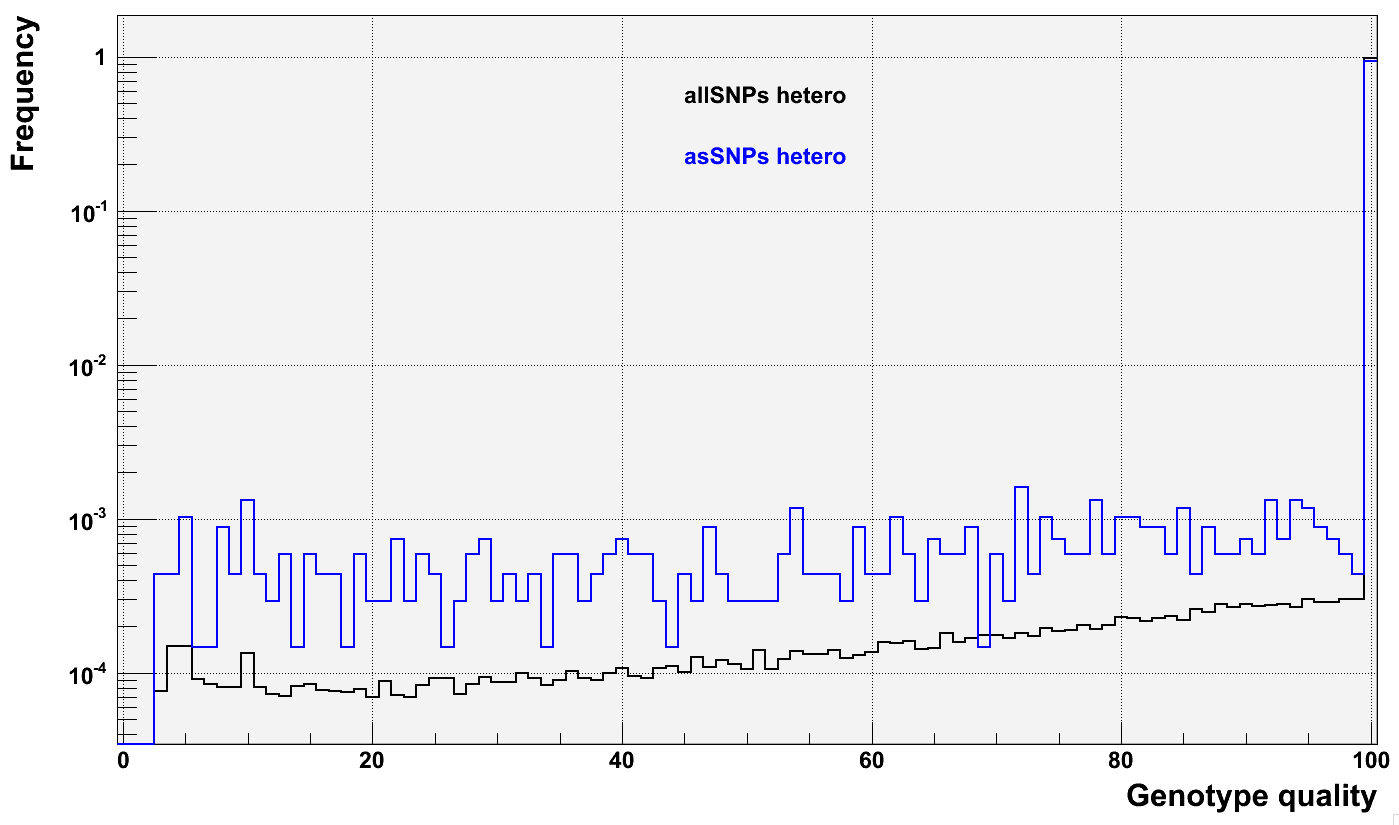 Frequency
1
10-1
10-2
10-3
10-4
allSNPs hetero
asSNPs hetero
0 20 40 60 80 100
Genotype quality